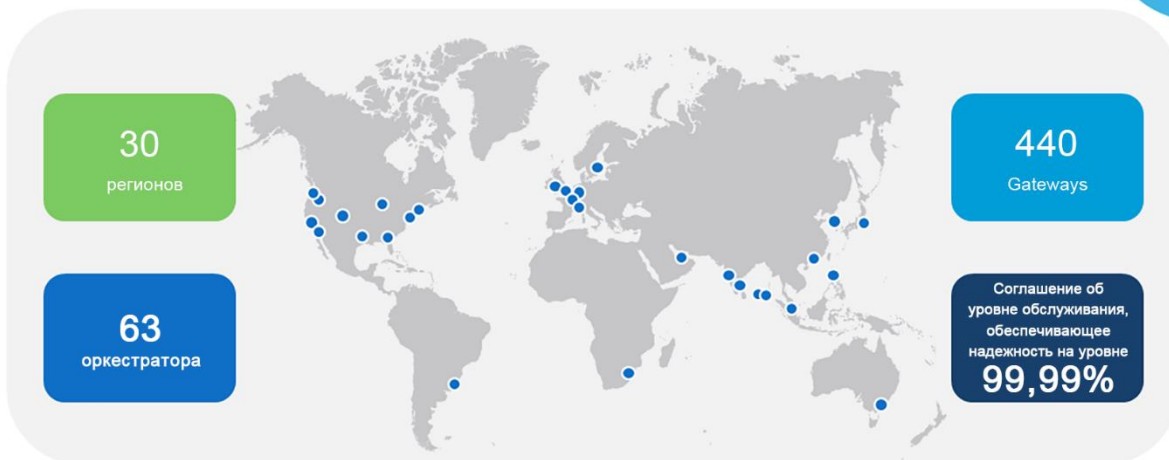 30
регионов
440
Gateways
63
оркестратора
Соглашение об
уровне обслуживания,
обеспечивающее
надежность на уровне
99,99%